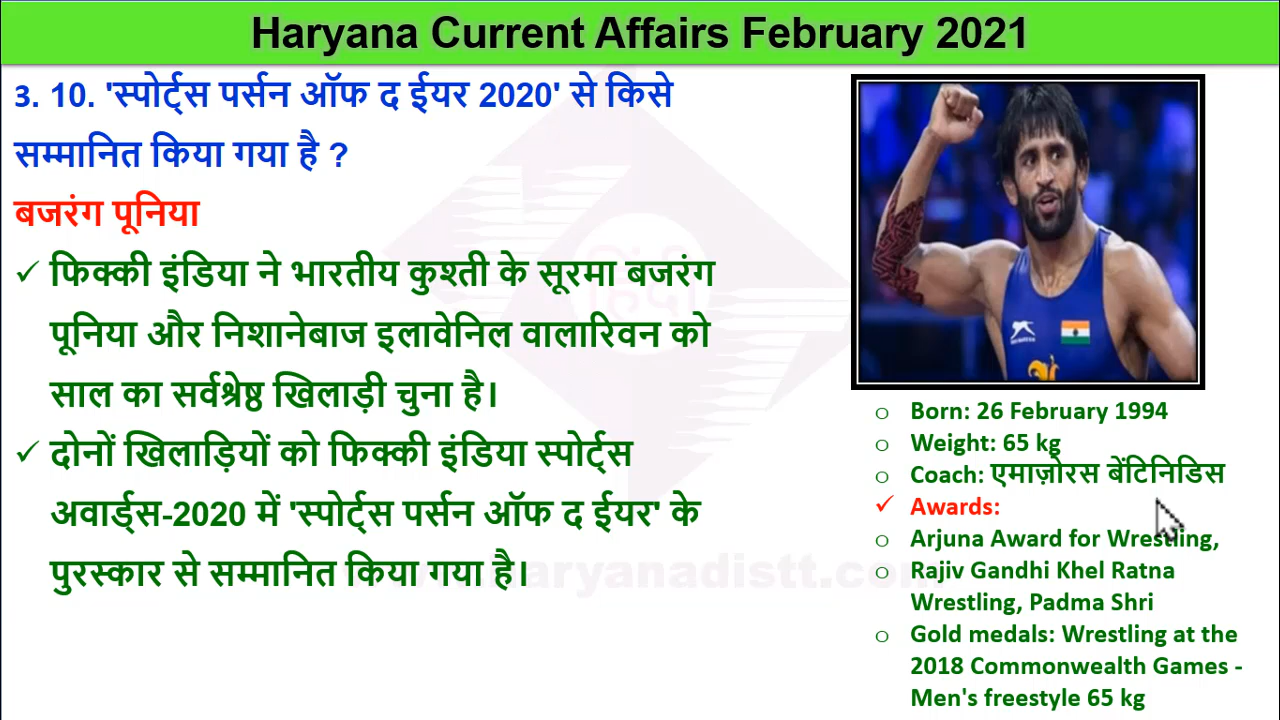 Haryana Current Affairs February 2021
3. 10. 'स्पोर्ट्स पर्सन ऑफ द ईयर 2020' से किसे
सम्मानित किया गया है ?
बजरंग पूनिया
✓ फिक्की इंडिया ने भारतीय कुश्ती के सूरमा बजरंग
पूनिया और निशानेबाज इलावेनिल वालारिवन को
साल का सर्वश्रेष्ठ खिलाड़ी चुना है।
✓ दोनों खिलाड़ियों को फिक्की इंडिया स्पोर्ट्स
अवार्ड्स-2020 में 'स्पोर्ट्स पर्सन ऑफ द ईयर' के
पुरस्कार से सम्मानित किया गया है।
o Born: 26 February 1994
o Weight: 65 kg
o Coach: एमाज़ोरस बेंटिनिडिस
✓ Awards:
o Arjuna Award for Wrestling,
o Rajiv Gandhi Khel Ratna
Wrestling, Padma Shri
o Gold medals: Wrestling at the
2018 Commonwealth Games -
Men's freestyle 65 kg